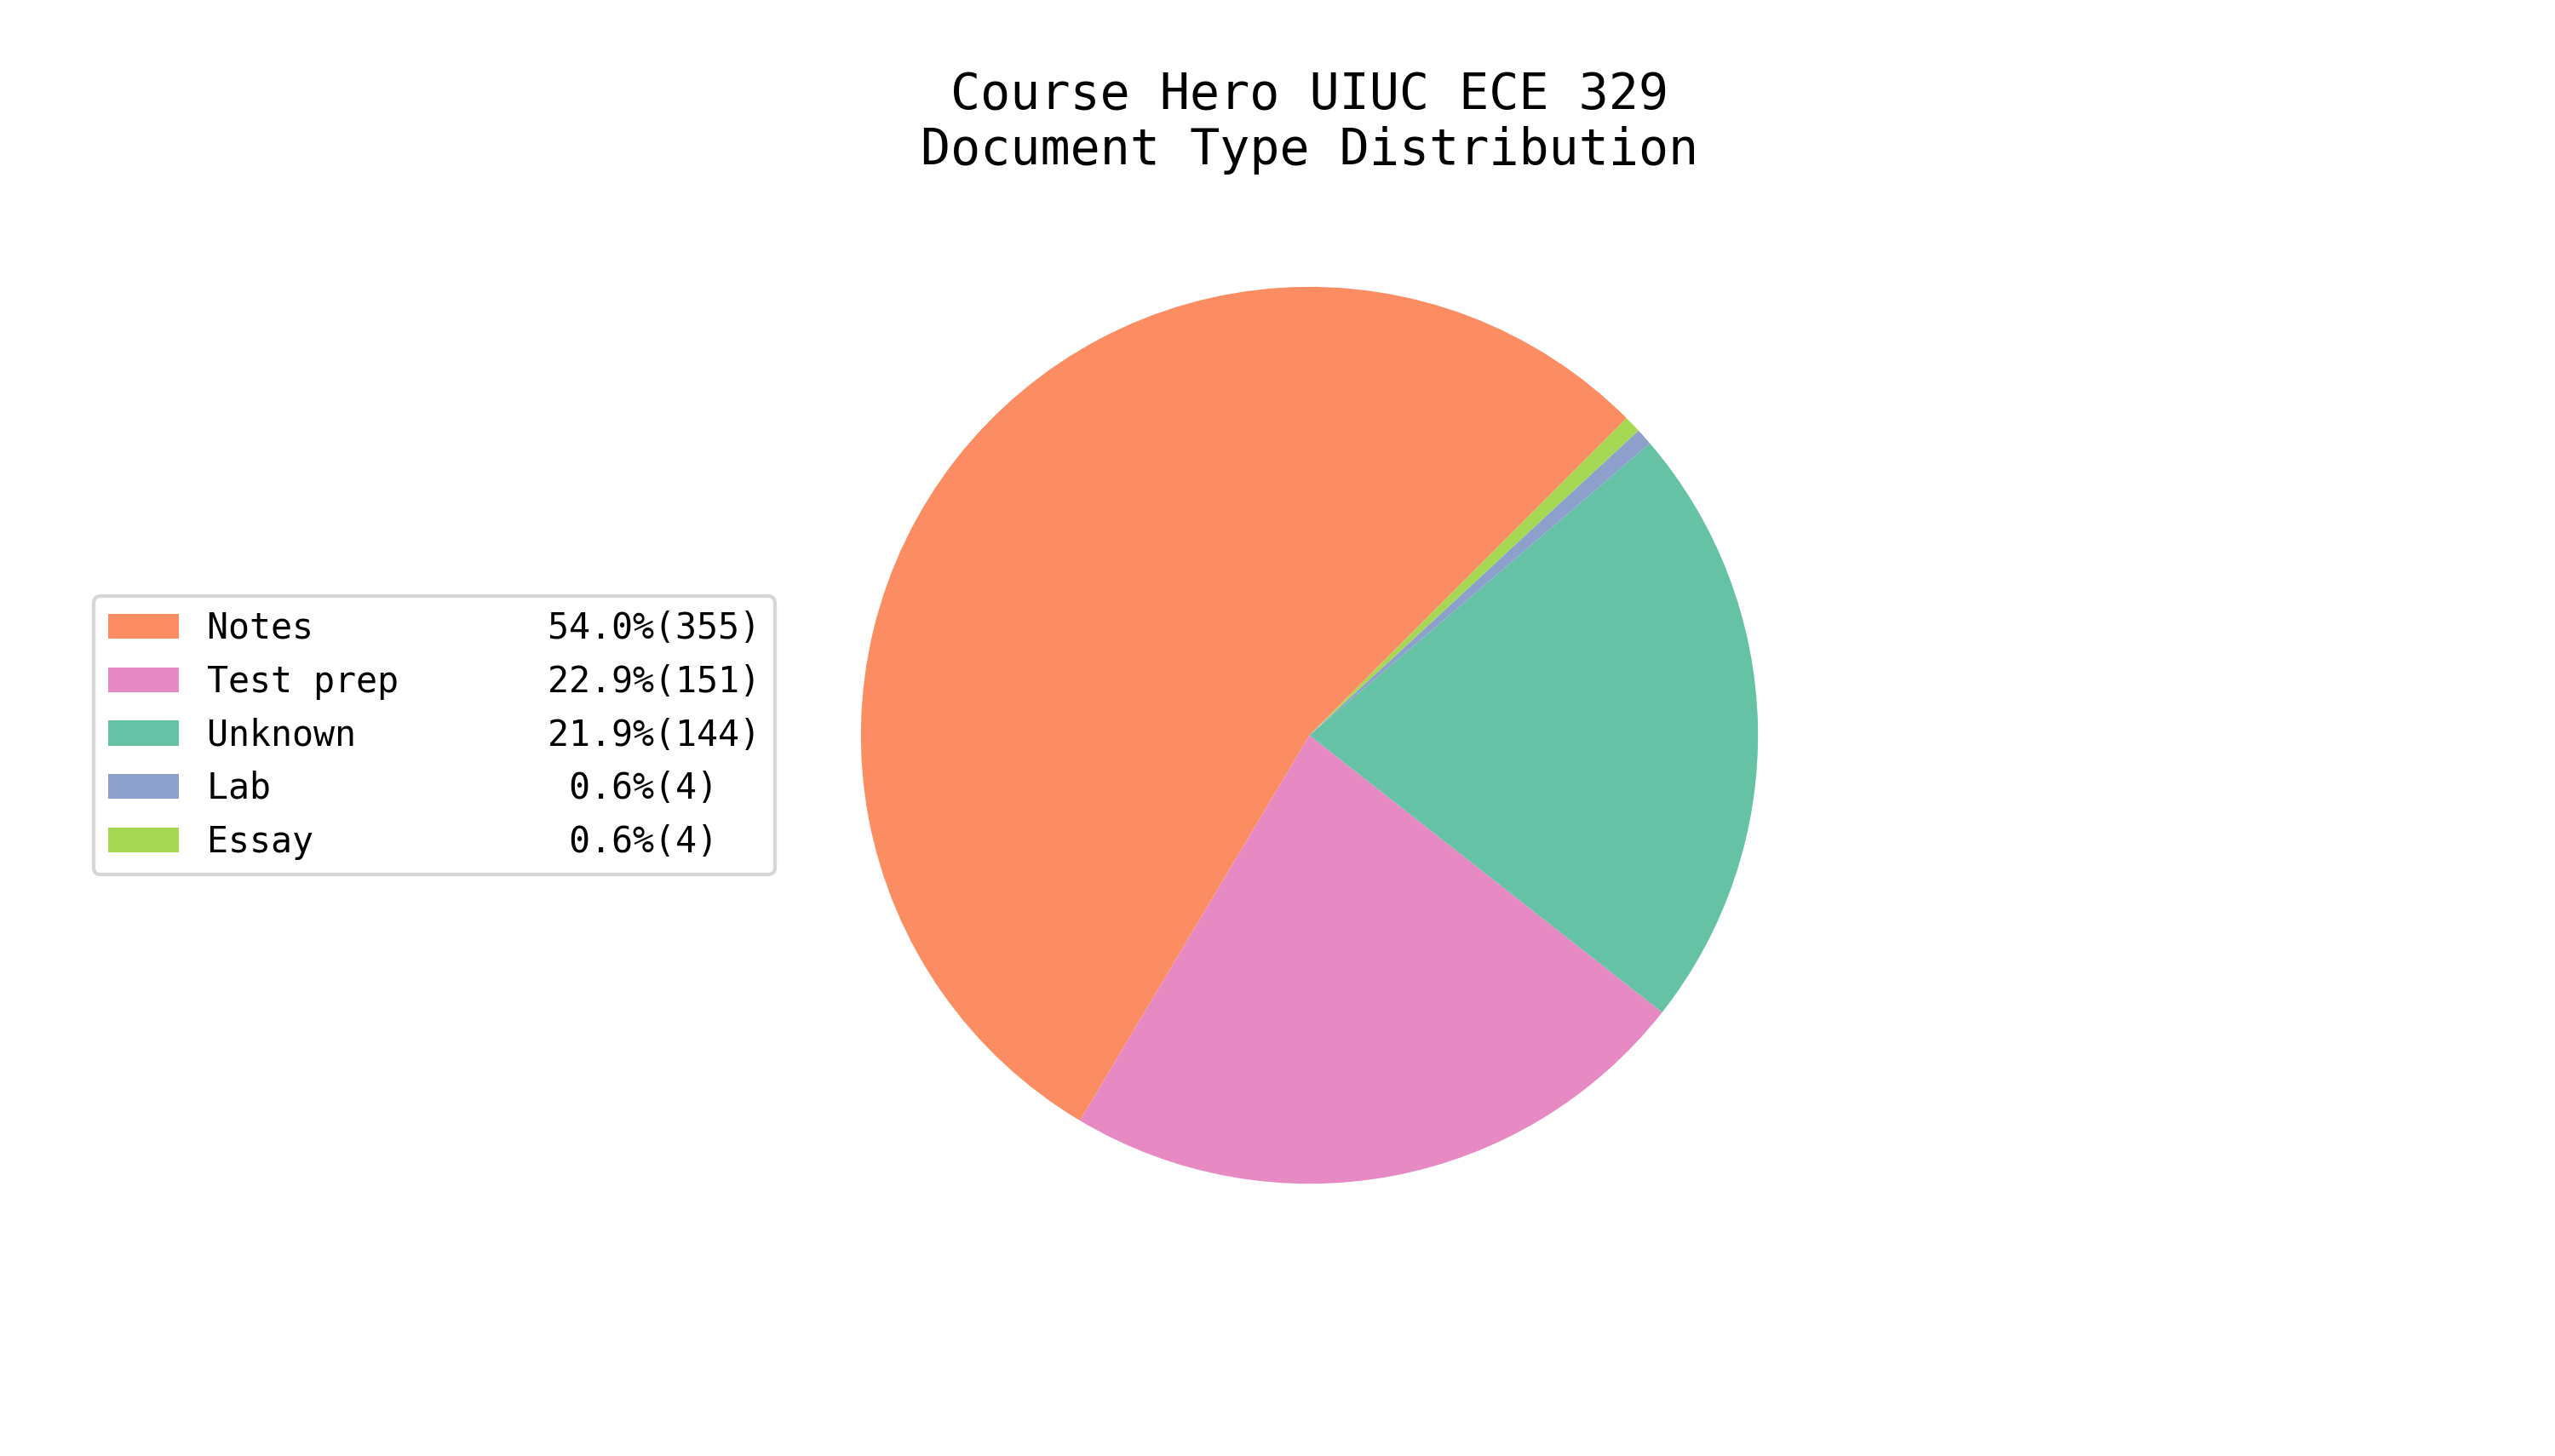 Course Hero UIUC ECE 329
Document Type Distribution
Notes 54.0%(355)
Test prep 22.9%(151)
Unknown 21.9%(144)
Lab 0.6%(4)
Essay 0.6%(4)